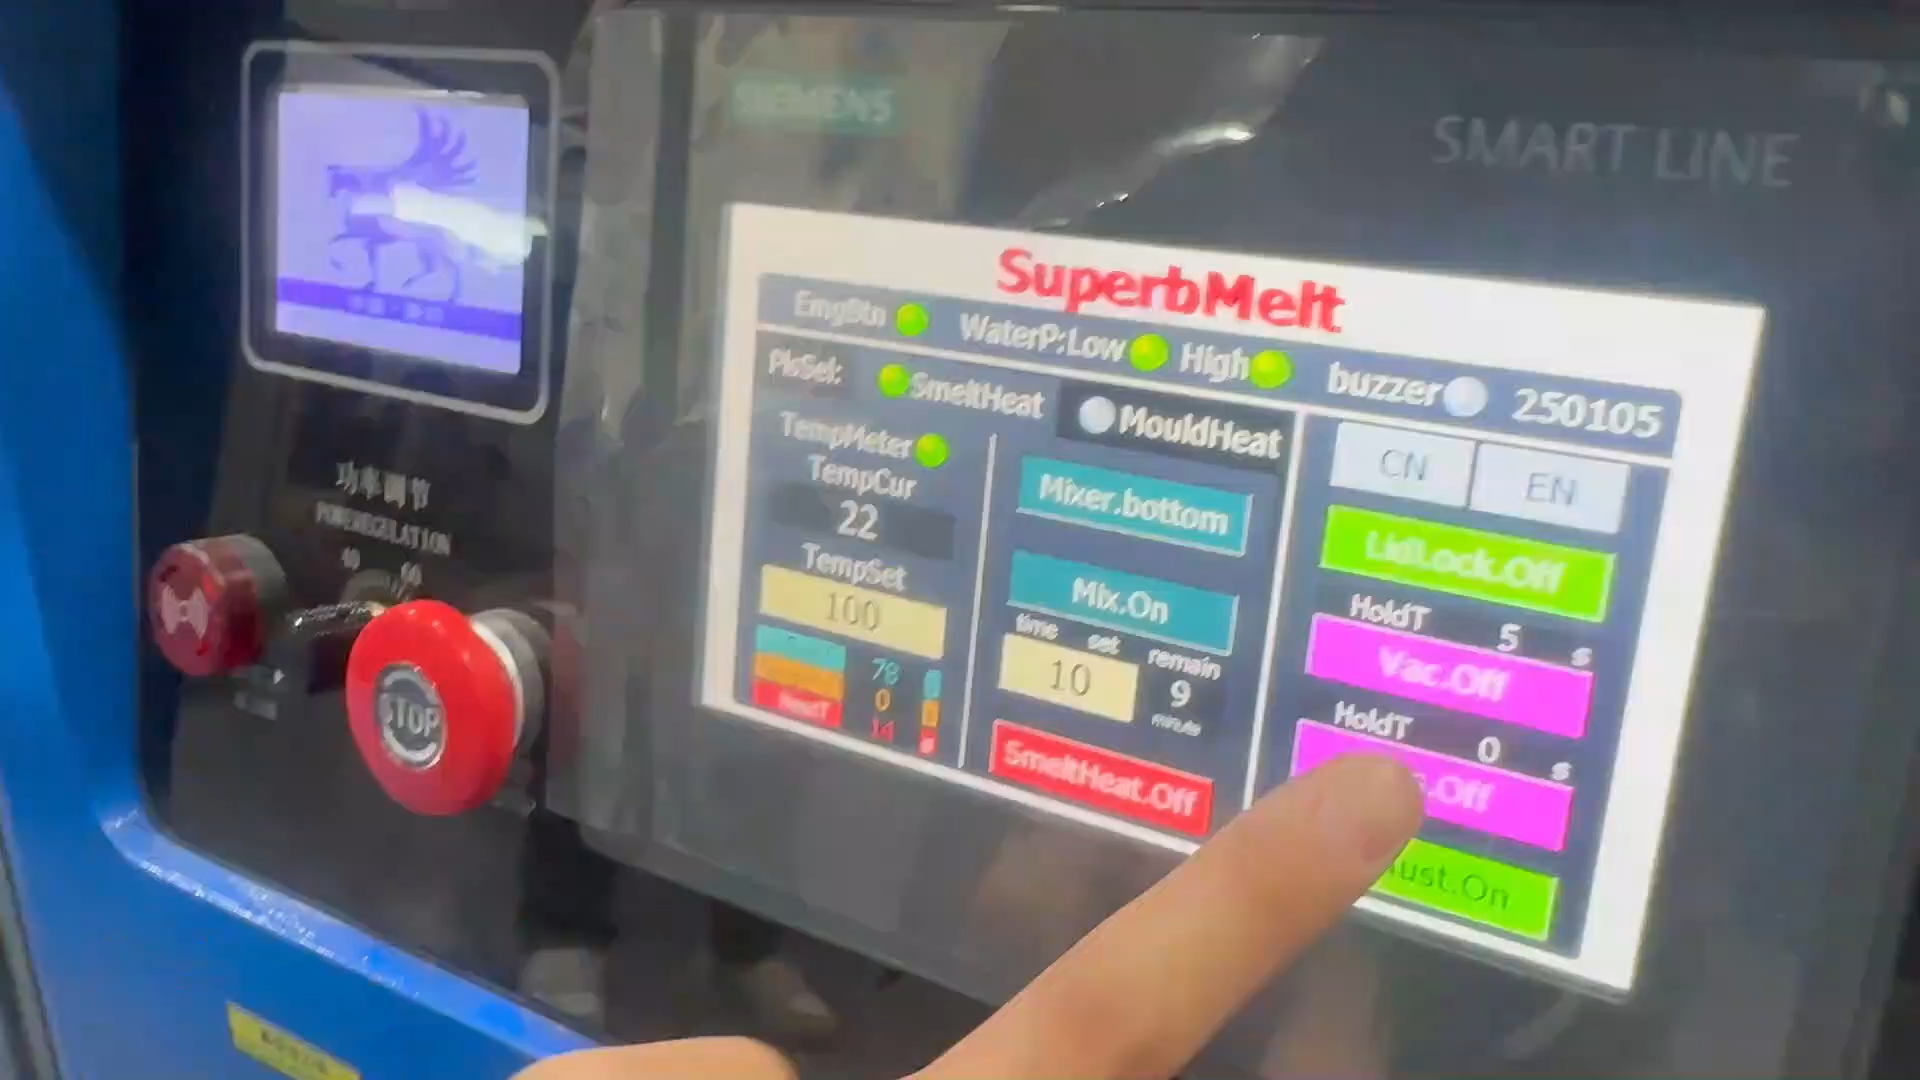 SIEMENS
SMART LINE
SuperbMelt
EmgBtn
WaterP:Low
High
buzzer
250105
SmeltHeat
MouldHeat
TempMeter
TempCur
22
TempSet
100
78
0
14
Mixer.bottom
Mix.On
time set
remain
10
9
minute
SmeltHeat.Off
CN
EN
LidLock.Off
HoldT 5 s
Vac.Off
HoldT 0 s
.Off
ust.On
功率调节
40
60
STOP